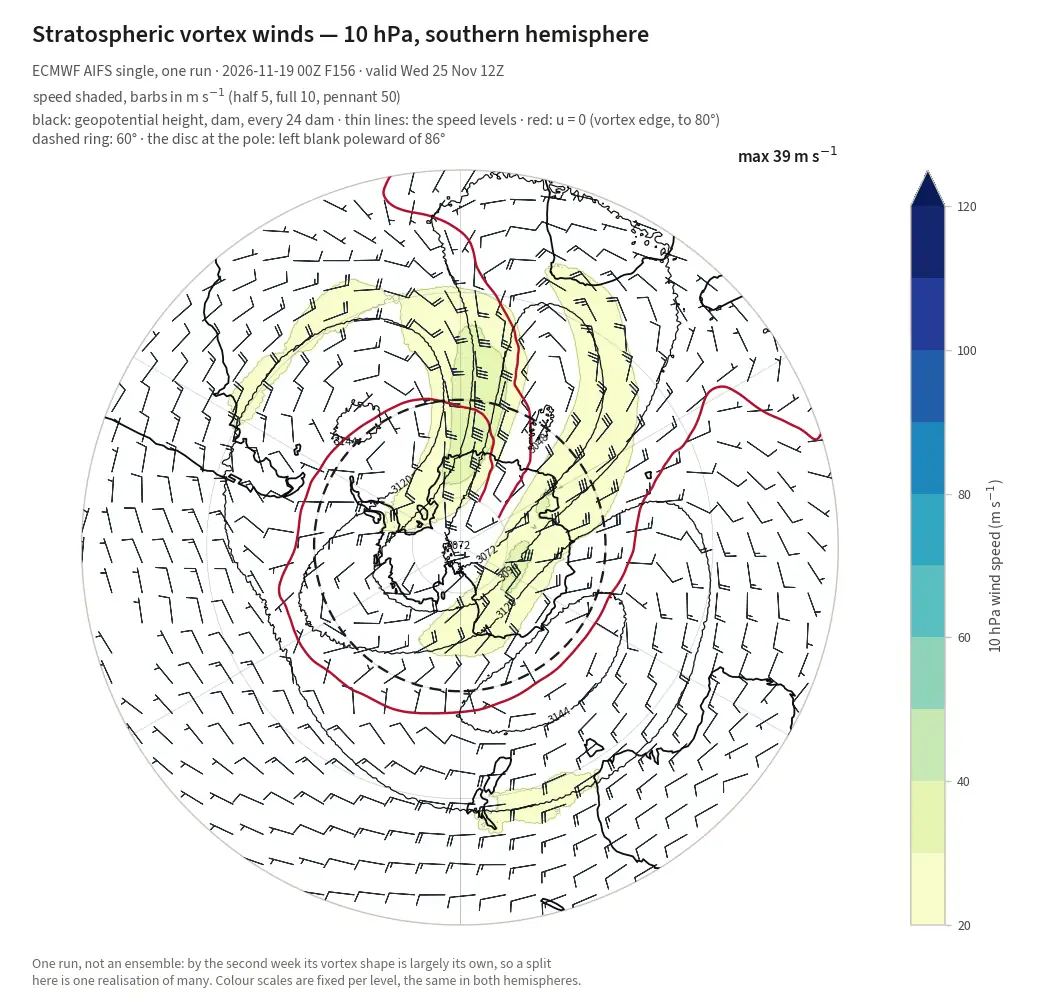 Stratospheric vortex winds — 10 hPa, southern hemisphere
ECMWF AIFS single, one run · 2026-11-19 00Z F156 · valid Wed 25 Nov 12Z
speed shaded, barbs in m s⁻¹ (half 5, full 10, pennant 50)
black: geopotential height, dam, every 24 dam · thin lines: the speed levels · red: u = 0 (vortex edge, to 80°)
dashed ring: 60° · the disc at the pole: left blank poleward of 86°
max 39 m s⁻¹
120
100
80
60
40
20
10 hPa wind speed (m s⁻¹)
3120
3072
3144
One run, not an ensemble: by the second week its vortex shape is largely its own, so a split
here is one realisation of many. Colour scales are fixed per level, the same in both hemispheres.